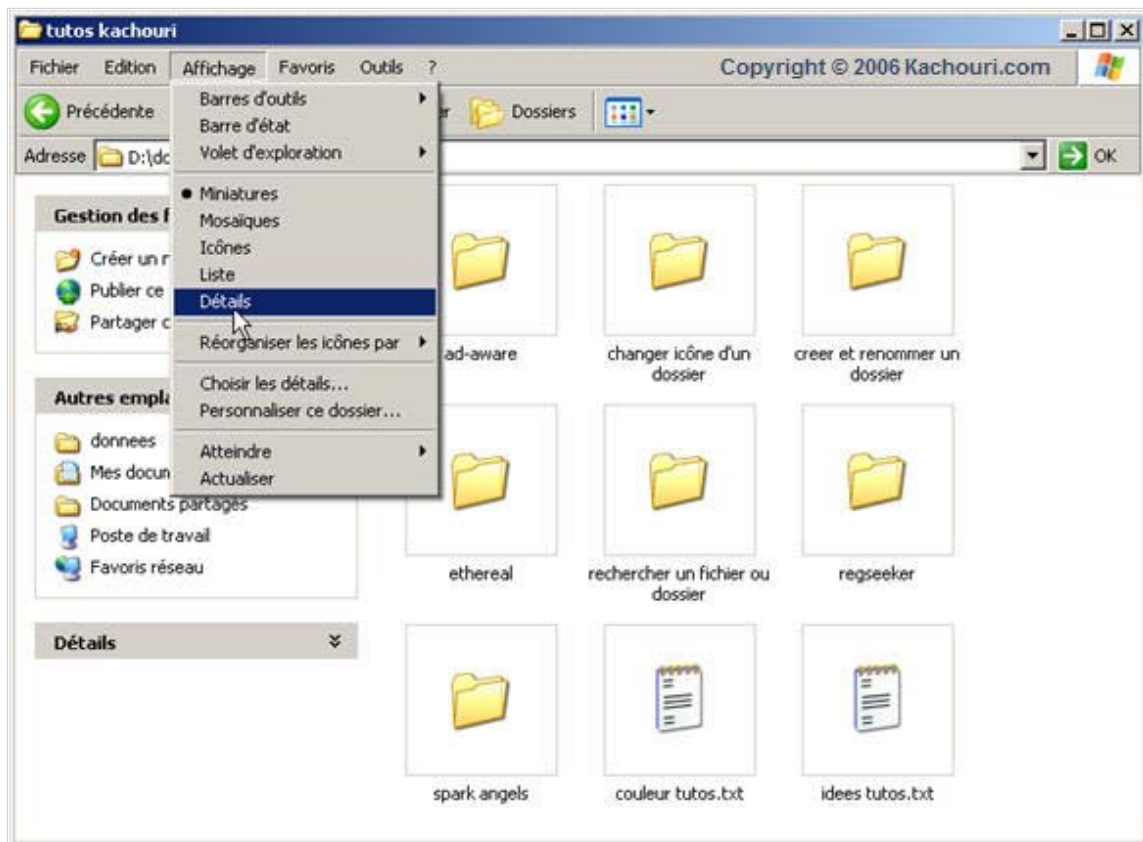 tutos kachouri
Fichier Edition Affichage Favoris Outils ? Copyright © 2006 Kachouri.com
Précédente Dossiers
Adresse D:\dc OK
Barres d'outils
Barre d'état
Volet d'exploration
Miniatures
Mosaïques
Icônes
Liste
Détails
Réorganiser les icônes par
Choisir les détails...
Personnaliser ce dossier...
Atteindre
Actualiser
Gestion des f
Créer un r
Publier ce
Partager c
Autres empla
donnees
Mes docun
Documents partagés
Poste de travail
Favoris réseau
Détails
ad-aware
changer icône d'un
dossier
creer et renommer un
dossier
ethereal
rechercher un fichier ou
dossier
regseeker
spark angels
couleur tutos.txt
idees tutos.txt